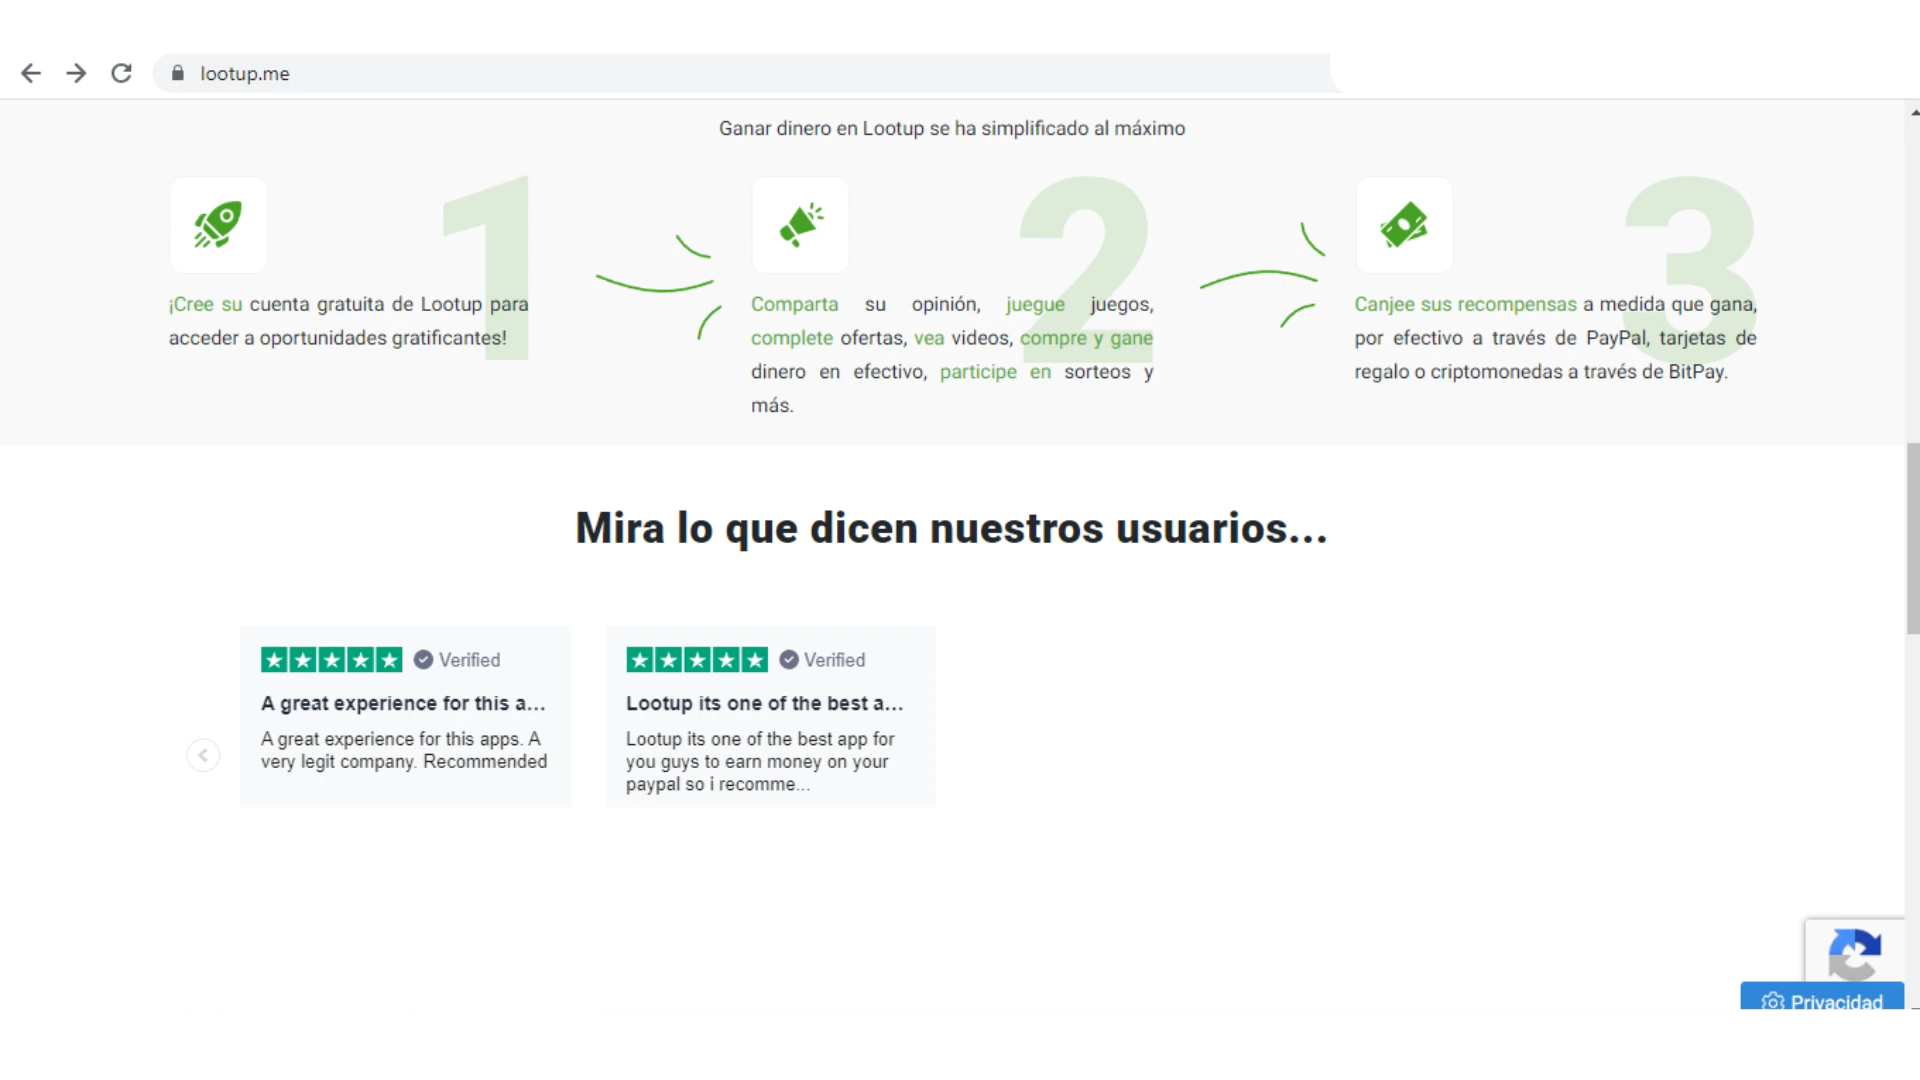 lootup.me
Ganar dinero en Lootup se ha simplificado al máximo
1
¡Cree su cuenta gratuita de Lootup para
acceder a oportunidades gratificantes!
2
Comparta su opinión, juegue juegos,
complete ofertas, vea videos, compre y gane
dinero en efectivo, participe en sorteos y
más.
3
Canjee sus recompensas a medida que gana,
por efectivo a través de PayPal, tarjetas de
regalo o criptomonedas a través de BitPay.
Mira lo que dicen nuestros usuarios...
Verified
A great experience for this a...
A great experience for this apps. A
very legit company. Recommended
Verified
Lootup its one of the best a...
Lootup its one of the best app for
you guys to earn money on your
paypal so i recomme...
Privacidad